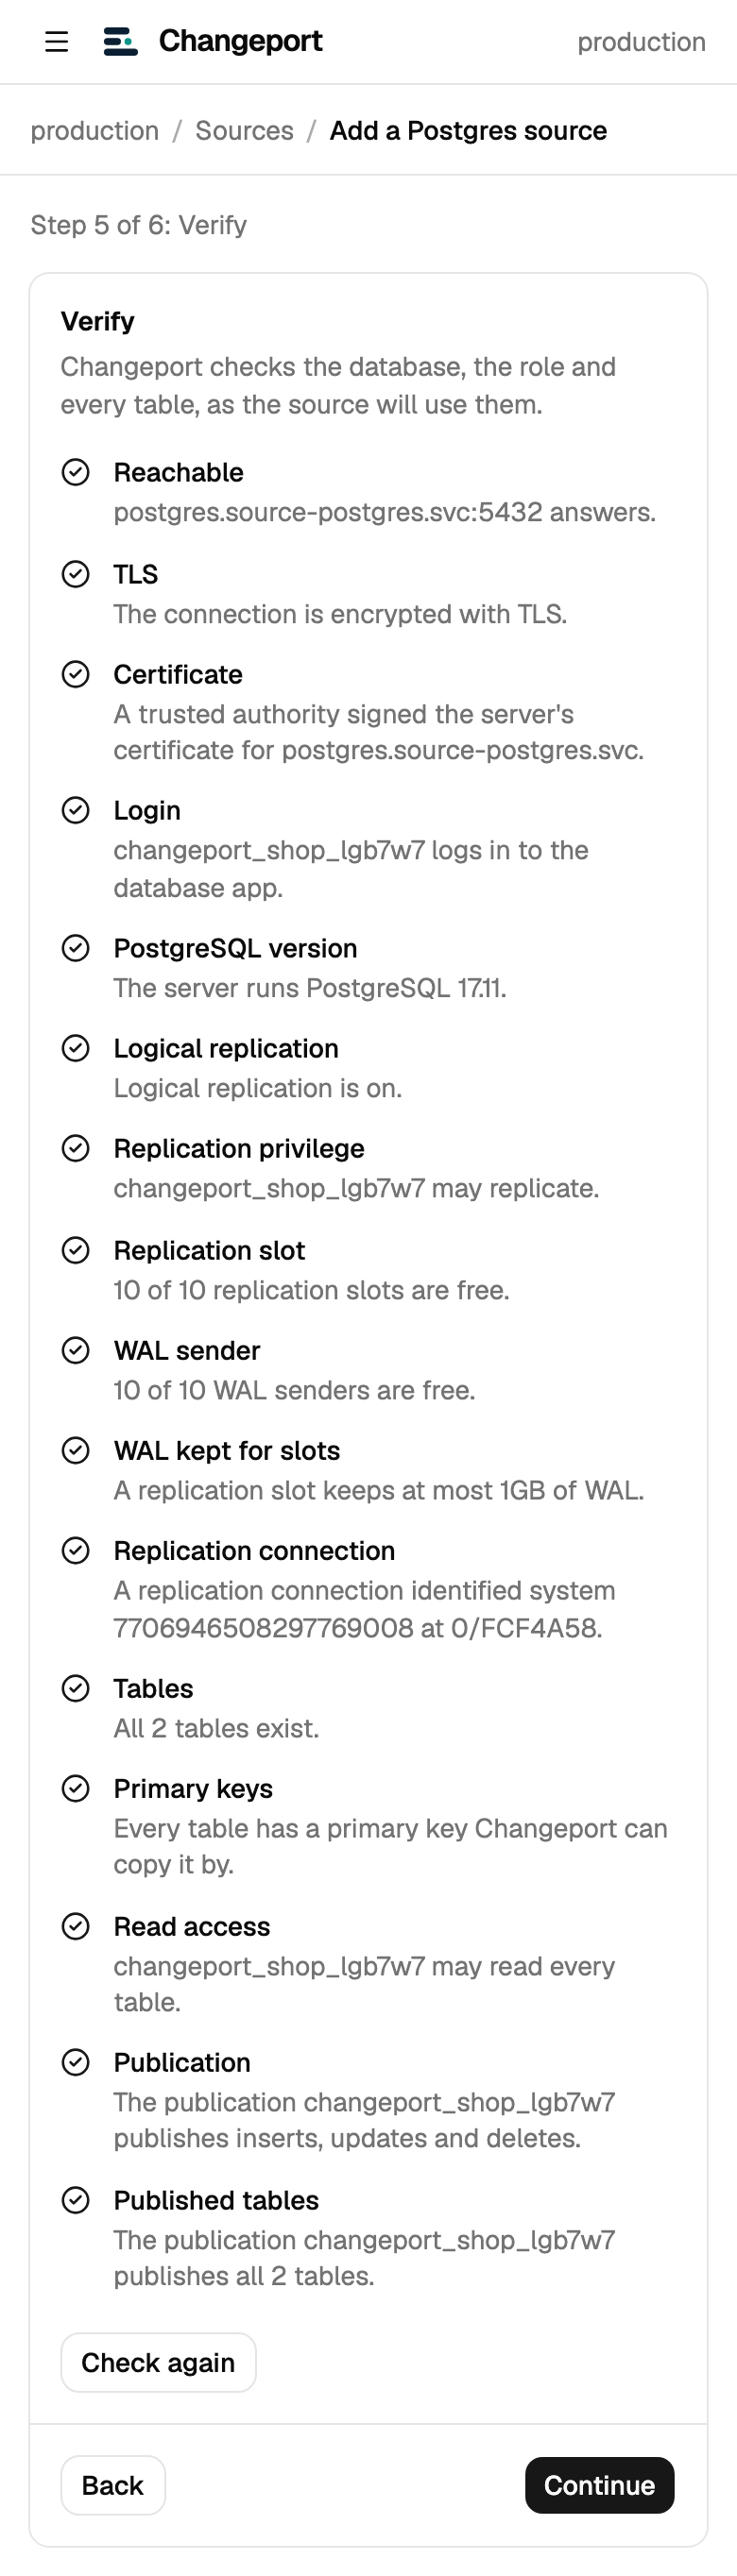 Changeport
production
production / Sources / Add a Postgres source
Step 5 of 6: Verify
Verify
Changeport checks the database, the role and
every table, as the source will use them.
Reachable
postgres.source-postgres.svc:5432 answers.
TLS
The connection is encrypted with TLS.
Certificate
A trusted authority signed the server's
certificate for postgres.source-postgres.svc.
Login
changeport_shop_lgb7w7 logs in to the
database app.
PostgreSQL version
The server runs PostgreSQL 17.11.
Logical replication
Logical replication is on.
Replication privilege
changeport_shop_lgb7w7 may replicate.
Replication slot
10 of 10 replication slots are free.
WAL sender
10 of 10 WAL senders are free.
WAL kept for slots
A replication slot keeps at most 1GB of WAL.
Replication connection
A replication connection identified system
7706946508297769008 at 0/FCF4A58.
Tables
All 2 tables exist.
Primary keys
Every table has a primary key Changeport can
copy it by.
Read access
changeport_shop_lgb7w7 may read every
table.
Publication
The publication changeport_shop_lgb7w7
publishes inserts, updates and deletes.
Published tables
The publication changeport_shop_lgb7w7
publishes all 2 tables.
Check again
Back
Continue